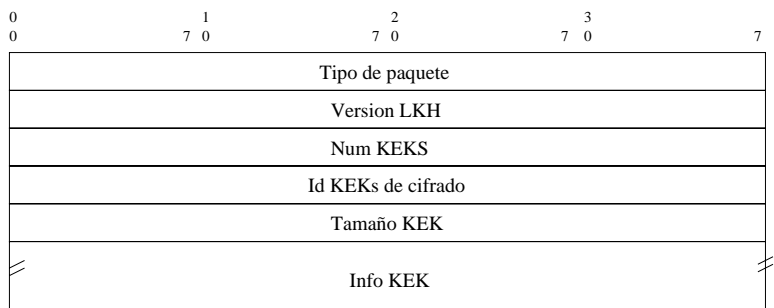 0 1 2 3
0 7 0 7 0 7 0 7
Tipo de paquete
Version LKH
Num KEKS
Id KEKs de cifrado
Tamaño KEK
Info KEK